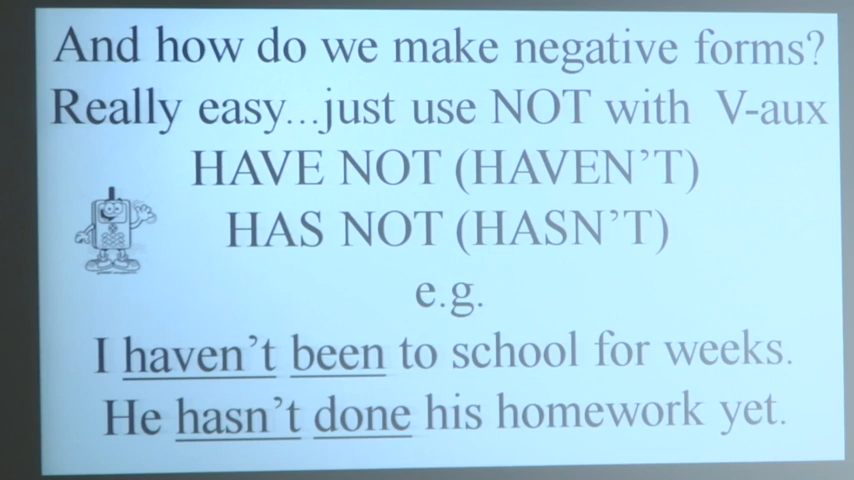 And how do we make negative forms?
Really easy...just use NOT with V-aux
HAVE NOT (HAVEN'T)
HAS NOT (HASN'T)
e.g.
I haven't been to school for weeks.
He hasn't done his homework yet.